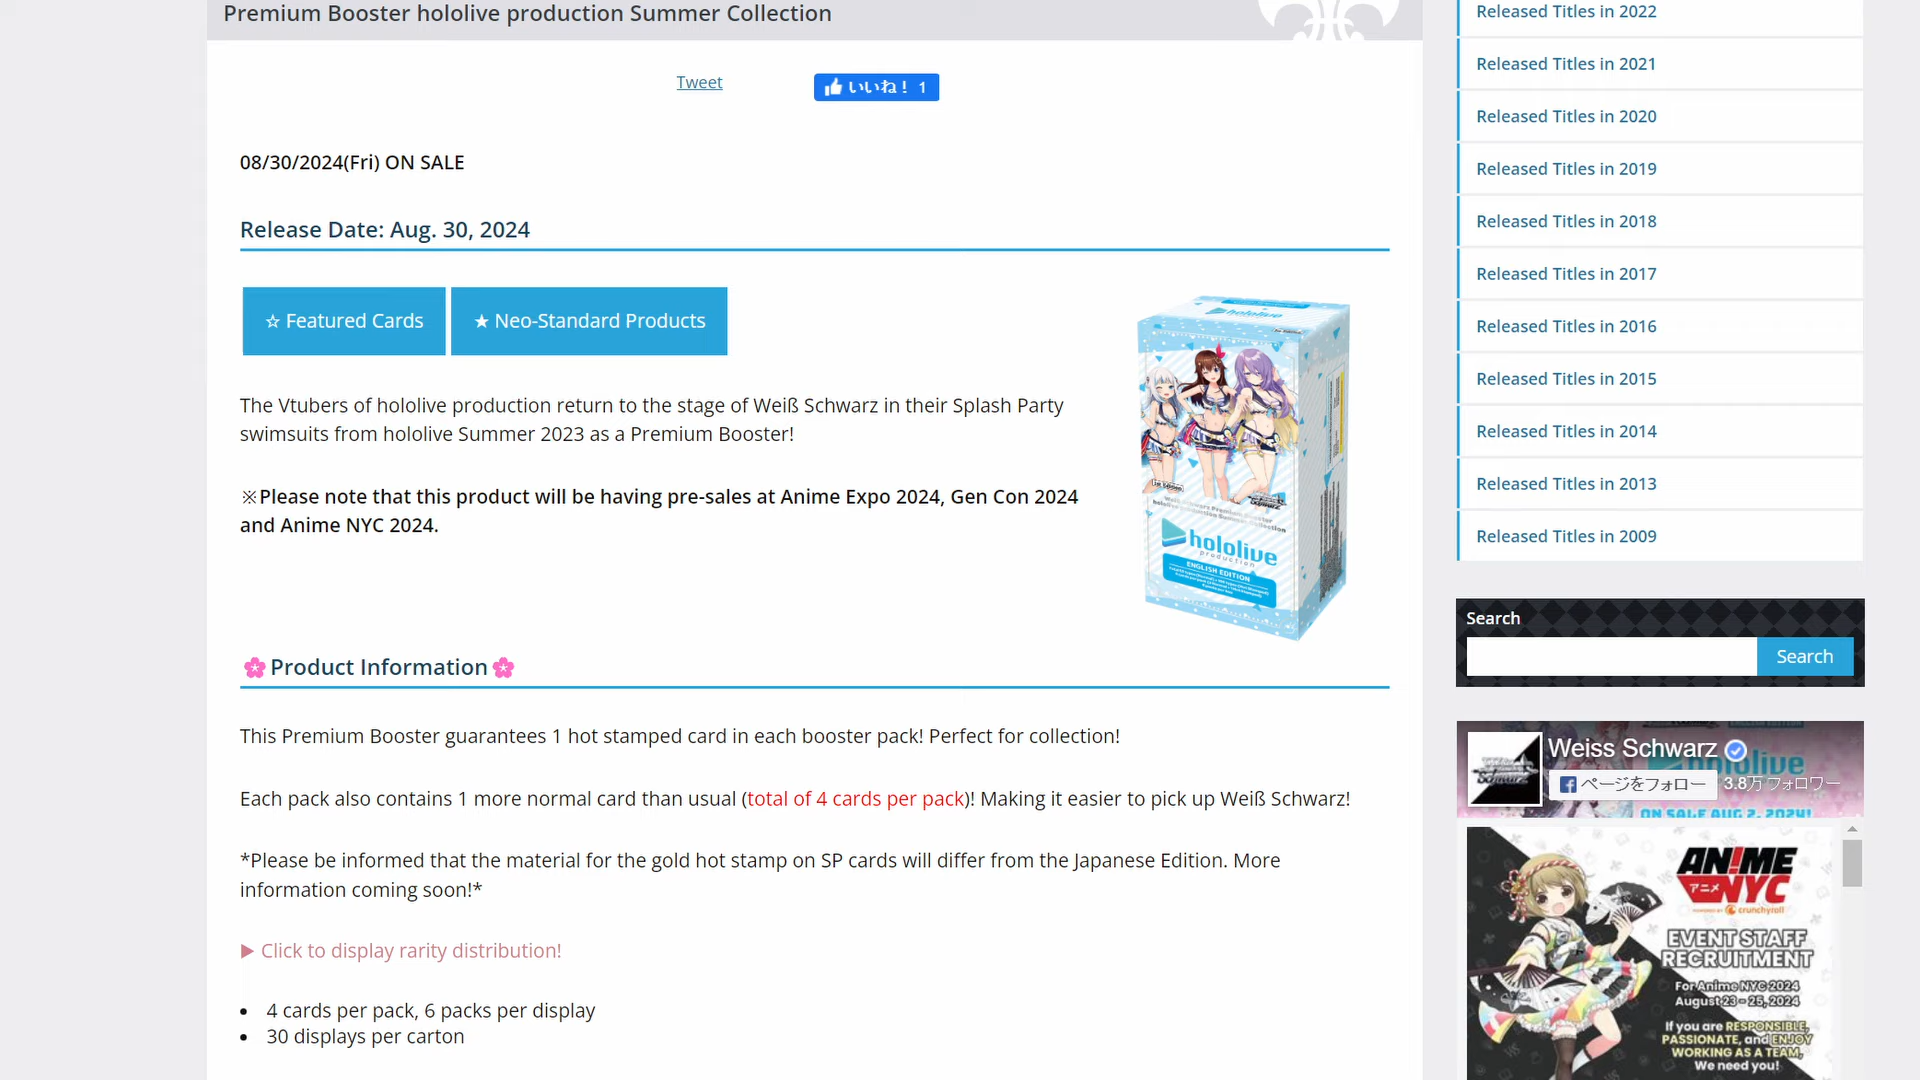 Premium Booster hololive production Summer Collection
Tweet
いいね！ 1
08/30/2024(Fri) ON SALE
Release Date: Aug. 30, 2024
☆ Featured Cards
★ Neo-Standard Products
The Vtubers of hololive production return to the stage of Weiß Schwarz in their Splash Party
swimsuits from hololive Summer 2023 as a Premium Booster!
※Please note that this product will be having pre-sales at Anime Expo 2024, Gen Con 2024
and Anime NYC 2024.
hololive
hololive
production
ENGLISH EDITION
Product Information
This Premium Booster guarantees 1 hot stamped card in each booster pack! Perfect for collection!
Each pack also contains 1 more normal card than usual (total of 4 cards per pack)! Making it easier to pick up Weiß Schwarz!
*Please be informed that the material for the gold hot stamp on SP cards will differ from the Japanese Edition. More
information coming soon!*
▶ Click to display rarity distribution!
• 4 cards per pack, 6 packs per display
• 30 displays per carton
Released Titles in 2022
Released Titles in 2021
Released Titles in 2020
Released Titles in 2019
Released Titles in 2018
Released Titles in 2017
Released Titles in 2016
Released Titles in 2015
Released Titles in 2014
Released Titles in 2013
Released Titles in 2009
Search
Search
Weiss Schwarz
hololive
ページをフォロー
3.8万 フォロワー
ON SALE AUG 2, 2024!
ANIME
アニメ NYC
crunchyroll
EVENT STAFF
RECRUITMENT
For Anime NYC 2024
August 23 - 25, 2024
If you are RESPONSIBLE,
PASSIONATE, and ENJOY
WORKING AS A TEAM,
We need you!